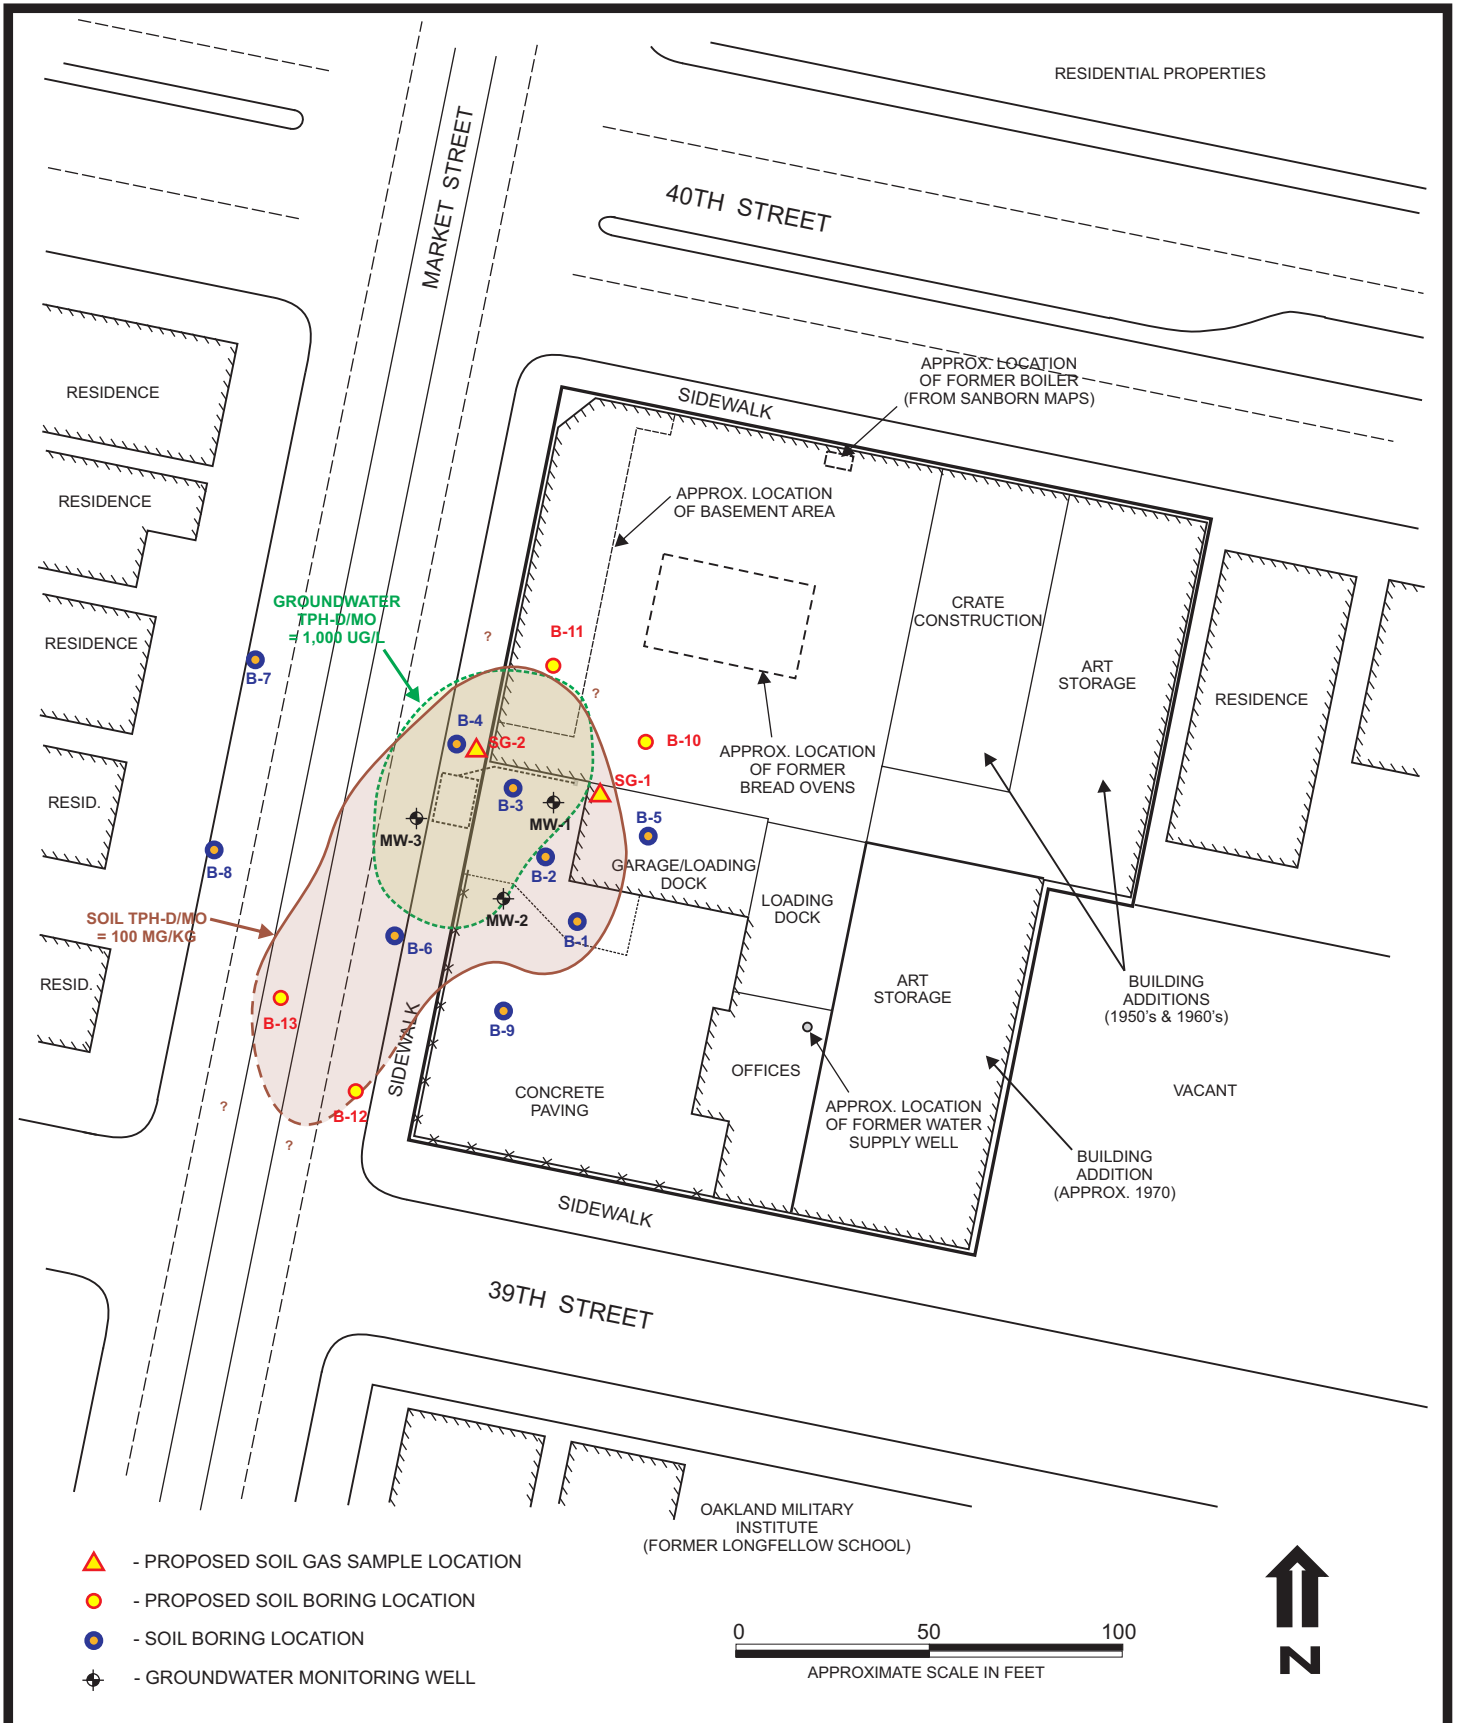 RESIDENTIAL PROPERTIES
MARKET STREET
40TH STREET
SIDEWALK
APPROX. LOCATION
OF FORMER BOILER
(FROM SANBORN MAPS)
RESIDENCE
RESIDENCE
APPROX. LOCATION
OF BASEMENT AREA
GROUNDWATER
TPH-D/MO
= 1,000 UG/L
CRATE
CONSTRUCTION
?
B-11
RESIDENCE
B-7
ART
STORAGE
RESIDENCE
?
B-4
SG-2
B-10
APPROX. LOCATION
OF FORMER
BREAD OVENS
SG-1
RESID.
B-3
MW-1
B-5
MW-3
B-2
GARAGE/LOADING
DOCK
B-8
LOADING
DOCK
SOIL TPH-D/MO
= 100 MG/KG
MW-2
B-1
B-6
RESID.
ART
STORAGE
BUILDING
ADDITIONS
(1950's & 1960's)
B-13
B-9
SIDEWALK
OFFICES
CONCRETE
PAVING
VACANT
?
B-12
?
APPROX. LOCATION
OF FORMER WATER
SUPPLY WELL
BUILDING
ADDITION
(APPROX. 1970)
SIDEWALK
39TH STREET
OAKLAND MILITARY
INSTITUTE
(FORMER LONGFELLOW SCHOOL)
- PROPOSED SOIL GAS SAMPLE LOCATION
- PROPOSED SOIL BORING LOCATION
- SOIL BORING LOCATION
- GROUNDWATER MONITORING WELL
0 50 100
APPROXIMATE SCALE IN FEET
N